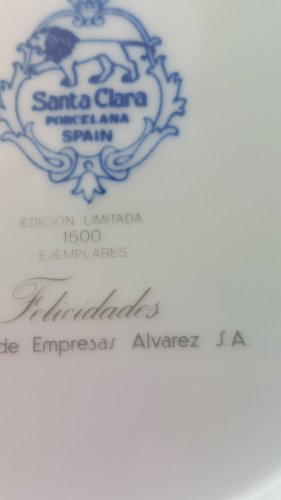 Santa Clara
PORCELANA
SPAIN
EDICION LIMITADA
1500
EJEMPLARES
Felicidades
de Empresas Alvarez S.A.